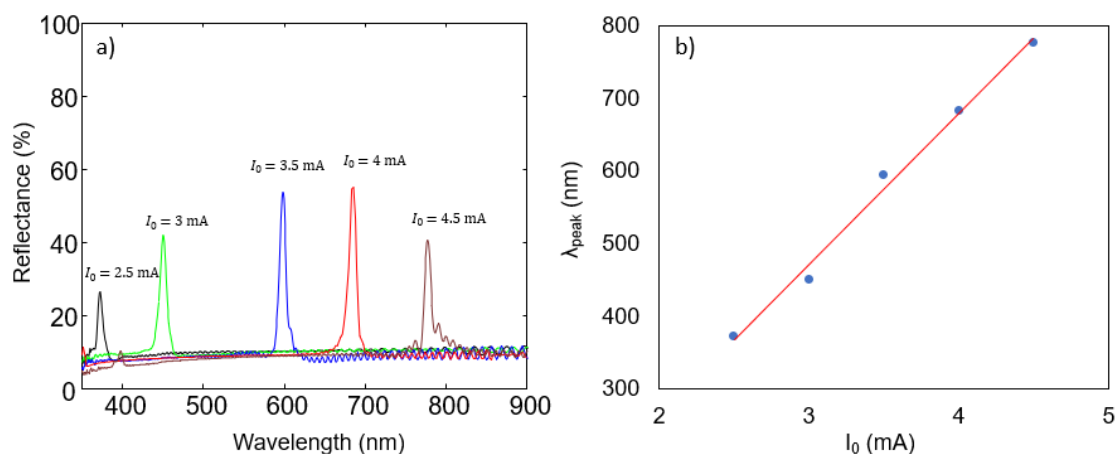 a)
100
80
60
40
20
0
Reflectance (%)
I₀ = 2.5 mA
I₀ = 3 mA
I₀ = 3.5 mA
I₀ = 4 mA
I₀ = 4.5 mA
400 500 600 700 800 900
Wavelength (nm)
b)
800
700
600
500
400
300
λpeak (nm)
2 3 4 5
I₀ (mA)